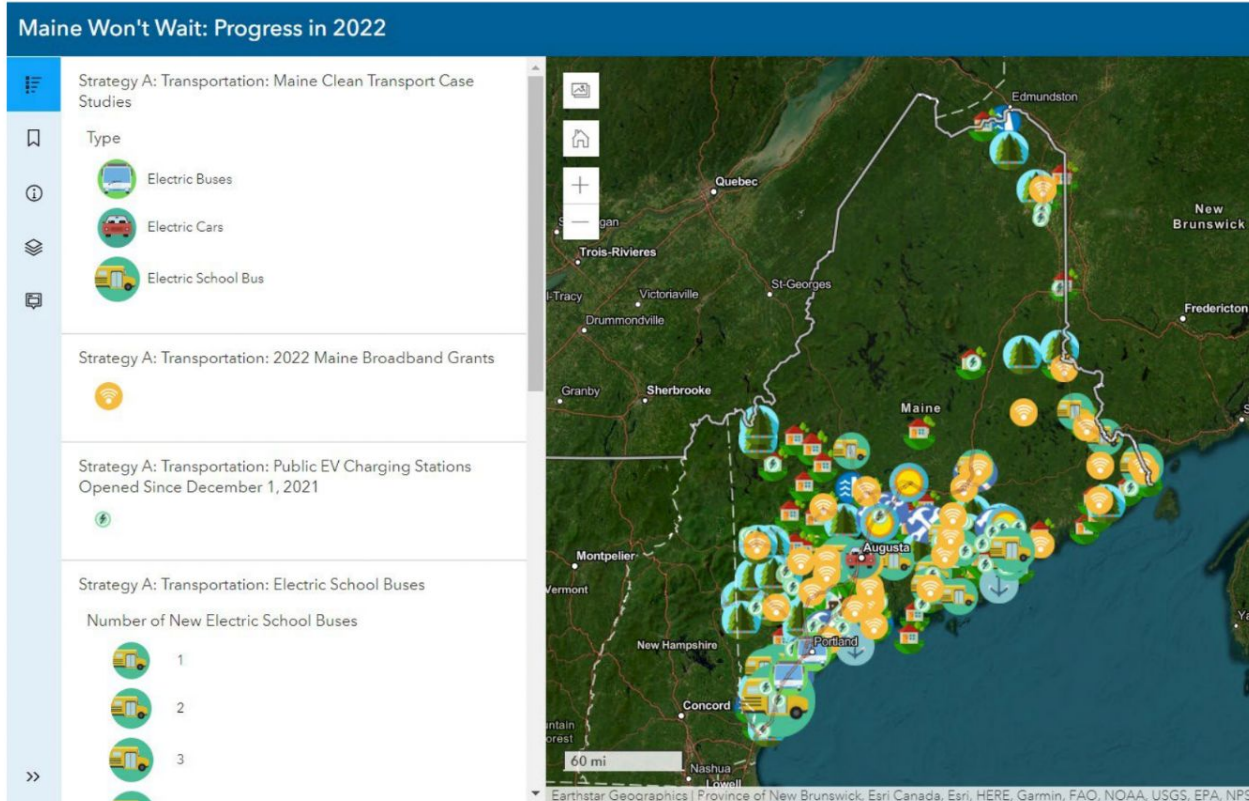 Maine Won't Wait: Progress in 2022
Strategy A: Transportation: Maine Clean Transport Case
Studies
Type
Electric Buses
Electric Cars
Electric School Bus
Strategy A: Transportation: 2022 Maine Broadband Grants
Strategy A: Transportation: Public EV Charging Stations
Opened Since December 1, 2021
Strategy A: Transportation: Electric School Buses
Number of New Electric School Buses
1
2
3
Edmundston
Quebec
New
Brunswick
Trois-Rivieres
St-Georges
l-Tracy
Victoriaville
Drummondville
Fredericton
Granby
Sherbrooke
Maine
Augusta
Montpelier
Vermont
New Hampshire
Portland
Concord
Nashua
Lowell
60 mi
Earthstar Geographics | Province of New Brunswick, Esri Canada, Esri, HERE, Garmin, FAO, NOAA, USGS, EPA, NPS